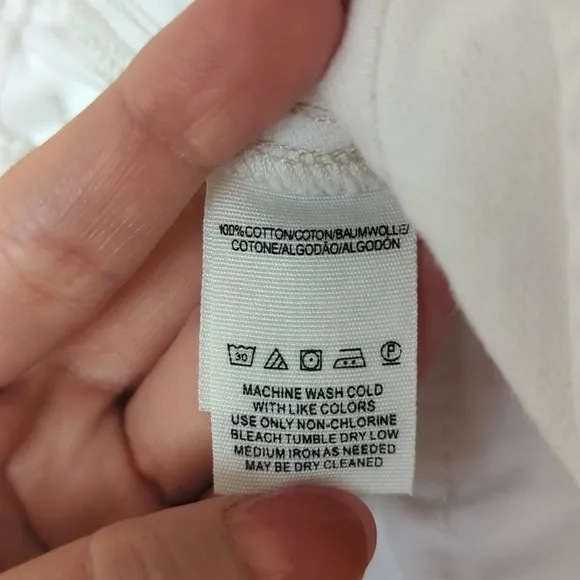 100%COTTON/COTON/BAUMWOLLE/
COTONE/ALGODÃO/ALGODÓN
30 P
MACHINE WASH COLD
WITH LIKE COLORS
USE ONLY NON-CHLORINE
BLEACH TUMBLE DRY LOW
MEDIUM IRON AS NEEDED
MAY BE DRY CLEANED